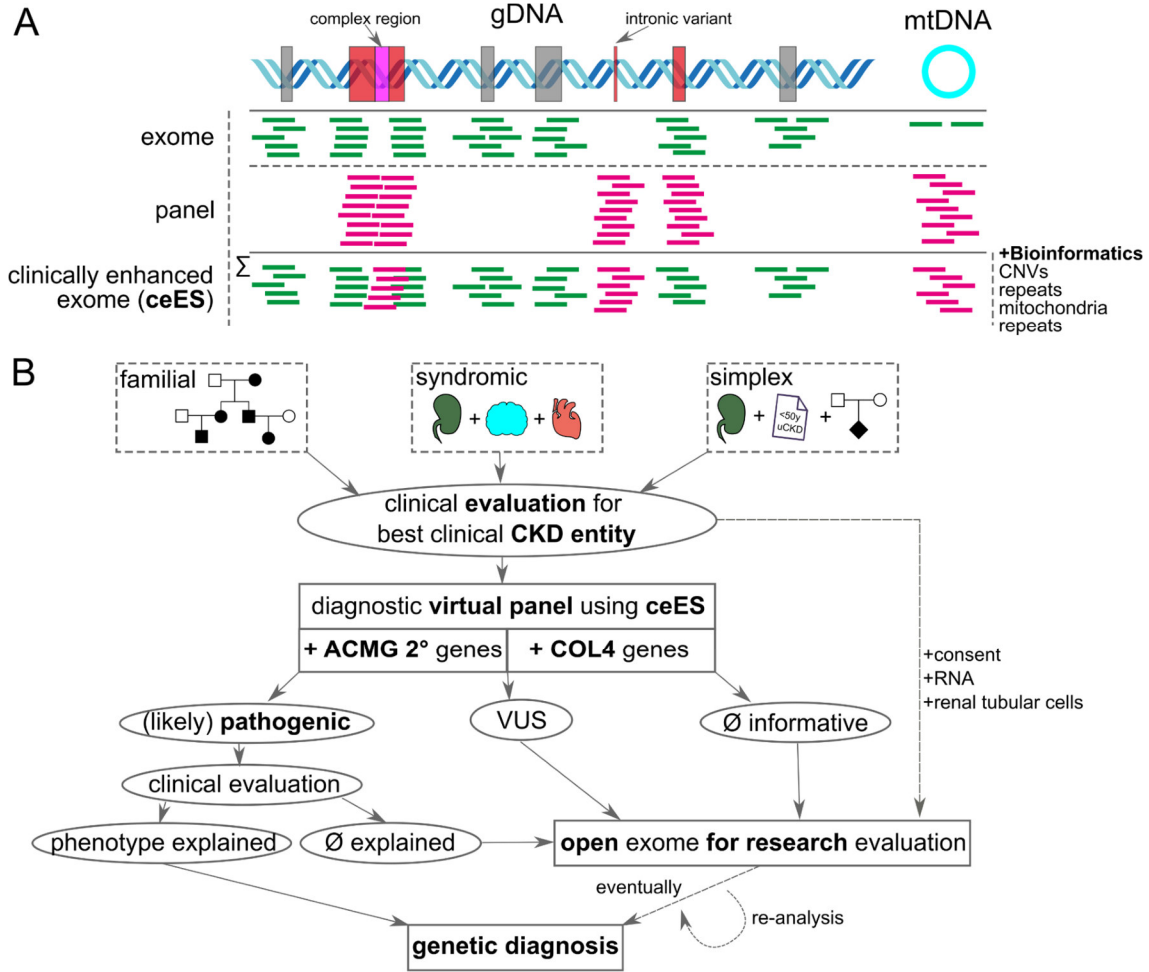 A
complex region
gDNA
intronic variant
mtDNA
exome
panel
Σ
clinically enhanced
exome (ceES)
+Bioinformatics
CNVs
repeats
mitochondria
repeats
B
familial
syndromic
simplex
+ +
+ <50y
uCKD +
clinical evaluation for
best clinical CKD entity
diagnostic virtual panel using ceES
+ ACMG 2° genes
+ COL4 genes
+consent
+RNA
+renal tubular cells
(likely) pathogenic
VUS
Ø informative
clinical evaluation
phenotype explained
Ø explained
open exome for research evaluation
eventually
re-analysis
genetic diagnosis